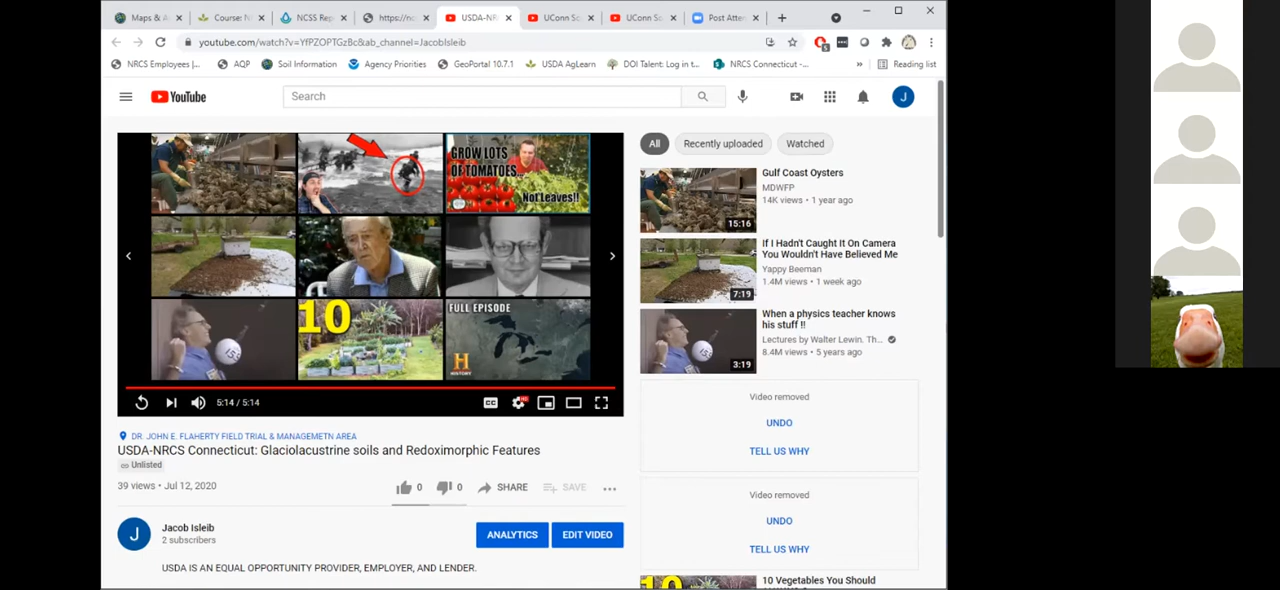 Maps & A
Course: N
NCSS Rep
https://no
USDA-NR
UConn So
UConn So
Post Atten
youtube.com/watch?v=YfPZOPTGzBc&ab_channel=JacobIsleib
NRCS Employees |...
AQP
Soil Information
Agency Priorities
GeoPortal 10.7.1
USDA AgLearn
DOI Talent: Log in t...
NRCS Connecticut -...
»
Reading list
YouTube
Search
J
All
Recently uploaded
Watched
GROW LOTS
OF TOMATOES...
Not Leaves!!
10
FULL EPISODE
H
HISTORY
5:14 / 5:14
CC
HD
Gulf Coast Oysters
MDWFP
14K views • 1 year ago
15:16
If I Hadn't Caught It On Camera
You Wouldn't Have Believed Me
Yappy Beeman
1.4M views • 1 week ago
7:19
When a physics teacher knows
his stuff !!
Lectures by Walter Lewin. Th...
8.4M views • 5 years ago
3:19
Video removed
UNDO
TELL US WHY
Video removed
UNDO
TELL US WHY
10
10 Vegetables You Should
DR. JOHN E. FLAHERTY FIELD TRIAL & MANAGEMETN AREA
USDA-NRCS Connecticut: Glaciolacustrine soils and Redoximorphic Features
Unlisted
39 views • Jul 12, 2020
0
0
SHARE
SAVE
J
Jacob Isleib
2 subscribers
ANALYTICS
EDIT VIDEO
USDA IS AN EQUAL OPPORTUNITY PROVIDER, EMPLOYER, AND LENDER.